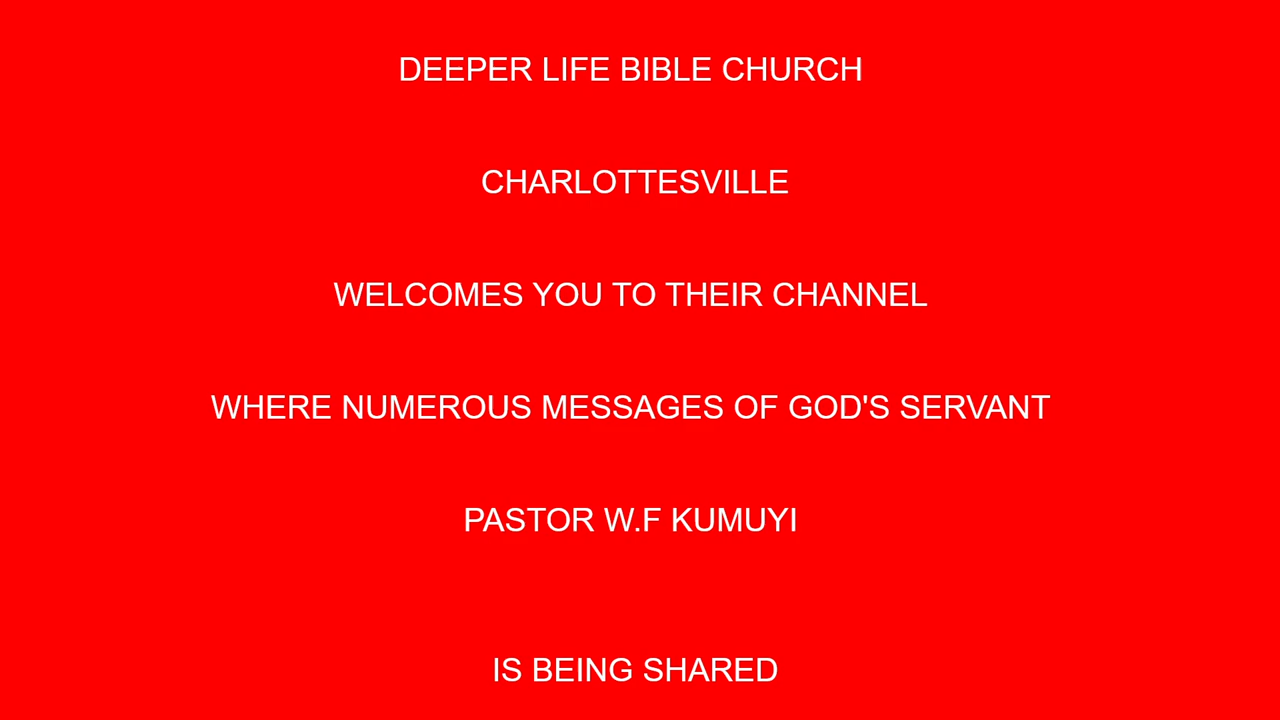 DEEPER LIFE BIBLE CHURCH
CHARLOTTESVILLE
WELCOMES YOU TO THEIR CHANNEL
WHERE NUMEROUS MESSAGES OF GOD'S SERVANT
PASTOR W.F KUMUYI
IS BEING SHARED